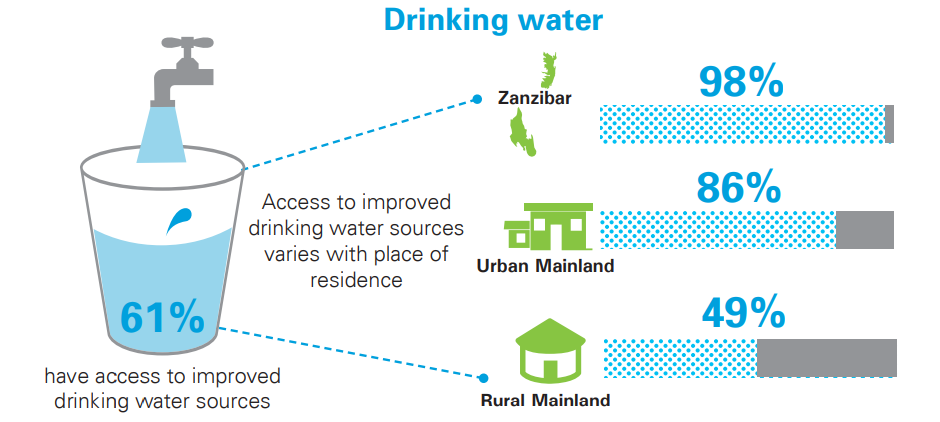 Drinking water
61%
have access to improved
drinking water sources
Access to improved
drinking water sources
varies with place of
residence
Zanzibar
98%
Urban Mainland
86%
Rural Mainland
49%